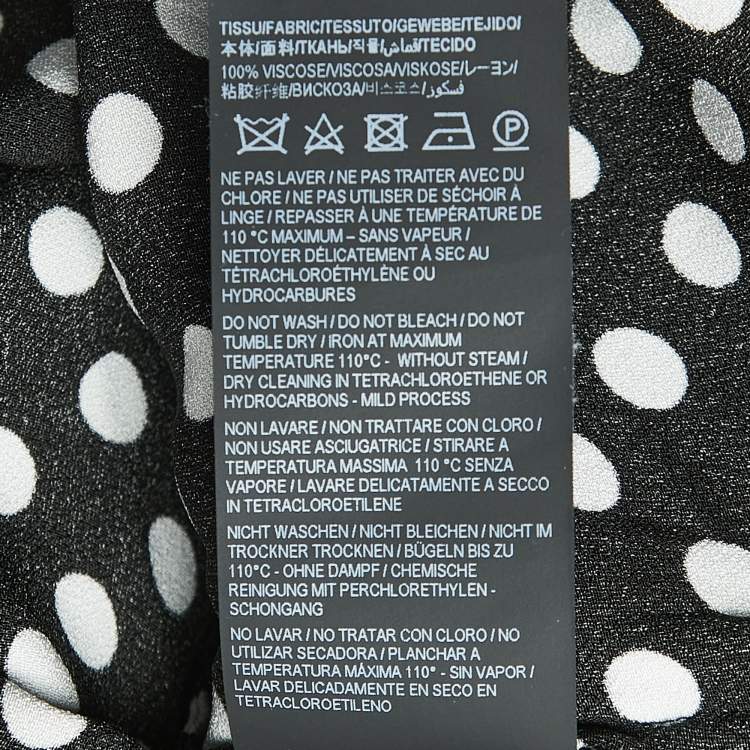 TISSU/FABRIC/TESSUTO/GEWEBE/TEJIDO/
本体/面料/ТКАНЬ/직물/قماش/TECIDO
100% VISCOSE/VISCOSA/VISKOSE/レーヨン/
粘胶纤维/ВИСКОЗА/비스코스/فسكوز
P
NE PAS LAVER / NE PAS TRAITER AVEC DU
CHLORE / NE PAS UTILISER DE SÉCHOIR À
LINGE / REPASSER À UNE TEMPÉRATURE DE
110 °C MAXIMUM – SANS VAPEUR /
NETTOYER DÉLICATEMENT À SEC AU
TÉTRACHLOROÉTHYLÈNE OU
HYDROCARBURES
DO NOT WASH / DO NOT BLEACH / DO NOT
TUMBLE DRY / IRON AT MAXIMUM
TEMPERATURE 110°C - WITHOUT STEAM /
DRY CLEANING IN TETRACHLOROETHENE OR
HYDROCARBONS - MILD PROCESS
NON LAVARE / NON TRATTARE CON CLORO /
NON USARE ASCIUGATRICE / STIRARE A
TEMPERATURA MASSIMA 110 °C SENZA
VAPORE / LAVARE DELICATAMENTE A SECCO
IN TETRACLOROETILENE
NICHT WASCHEN / NICHT BLEICHEN / NICHT IM
TROCKNER TROCKNEN / BÜGELN BIS ZU
110°C - OHNE DAMPF / CHEMISCHE
REINIGUNG MIT PERCHLORETHYLEN -
SCHONGANG
NO LAVAR / NO TRATAR CON CLORO / NO
UTILIZAR SECADORA / PLANCHAR A
TEMPERATURA MÁXIMA 110° - SIN VAPOR /
LAVAR DELICADAMENTE EN SECO EN
TETRACLOROETILENO